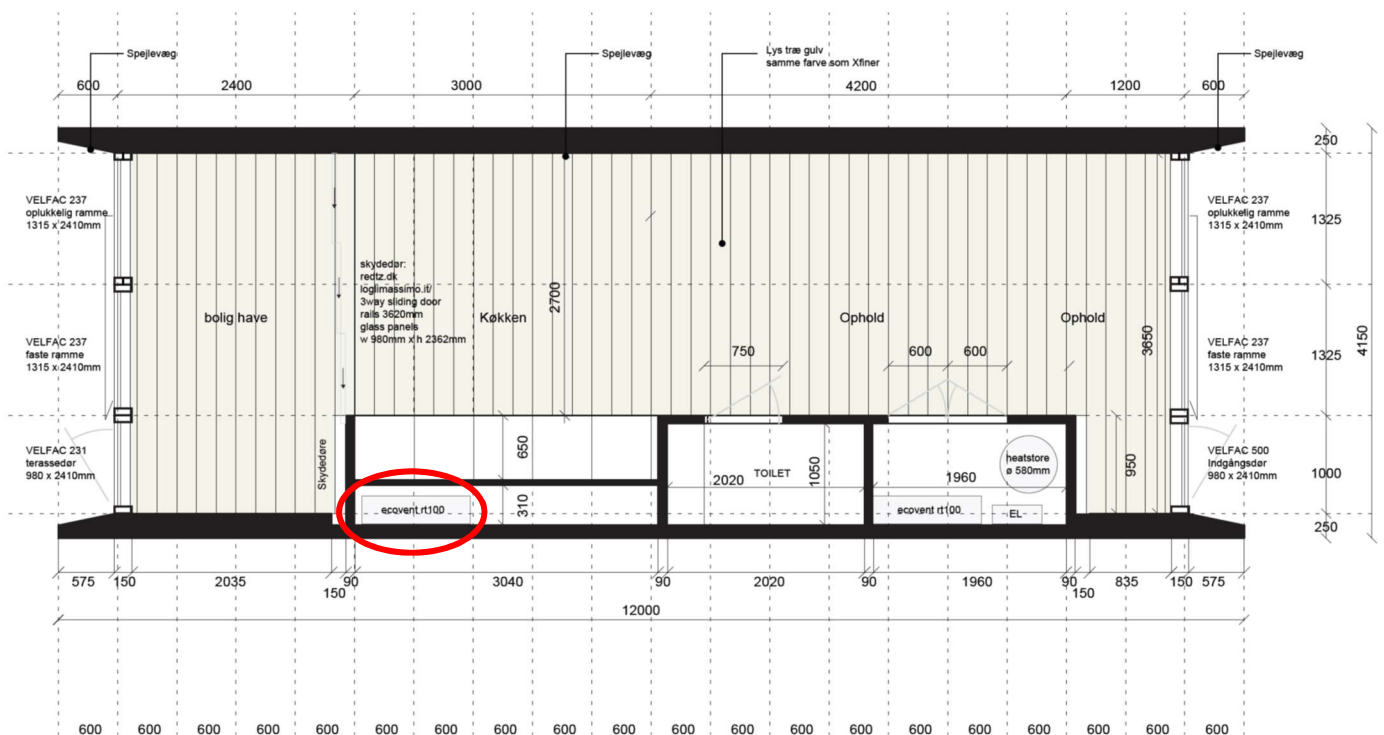 Spejlevæg
Spejlevæg
Lys træ gulv
samme farve som Xfiner
Spejlevæg
600
2400
3000
4200
1200
600
250
VELFAC 237
oplukkelig ramme
1315 x 2410mm
VELFAC 237
oplukkelig ramme
1315 x 2410mm
1325
skydedør:
redtz.dk
loglimassimo.it/
3way sliding door
rails 3620mm
glass panels
w 980mm x h 2362mm
2700
bolig have
Køkken
Ophold
Ophold
3650
4150
VELFAC 237
faste ramme
1315 x 2410mm
750
600
600
VELFAC 237
faste ramme
1315 x 2410mm
1325
VELFAC 231
terassedør
980 x 2410mm
Skydedøre
650
2020
TOILET
1050
1960
heatstore
ø 580mm
950
VELFAC 500
Indgångsdør
980 x 2410mm
1000
ecovent rt100
310
ecovent rt100
EL
250
575
150
2035
150
90
3040
90
2020
90
1960
90
150
835
150
575
12000
600 600 600 600 600 600 600 600 600 600 600 600 600 600 600 600 600 600 600 600